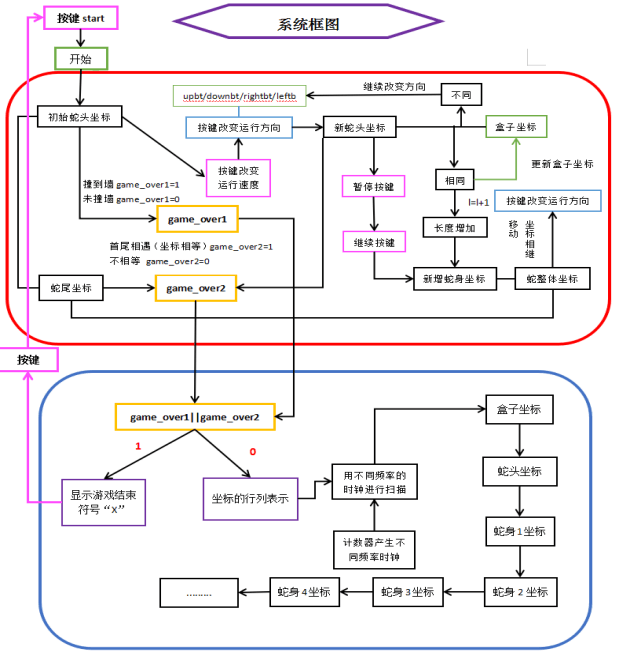 按键 start
系统框图
开始
继续改变方向
不同
upbt/downbt/rightbt/leftb
初始蛇头坐标
按键改变运行方向
新蛇头坐标
盒子坐标
更新盒子坐标
按键改变
运行速度
暂停按键
相同
撞到墙 game_over1=1
未撞墙 game_over1=0
l=l+1
按键改变运行方向
game_over1
长度增加
移动
坐标相继
继续按键
首尾相遇（坐标相等）game_over2=1
不相等 game_over2=0
蛇尾坐标
game_over2
新增蛇身坐标
蛇整体坐标
按键
game_over1||game_over2
盒子坐标
1
0
显示游戏结束
符号“x”
坐标的行列表示
用不同频率的
时钟进行扫描
蛇头坐标
计数器产生不
同频率时钟
蛇身1坐标
………
蛇身4坐标
蛇身3坐标
蛇身 2 坐标